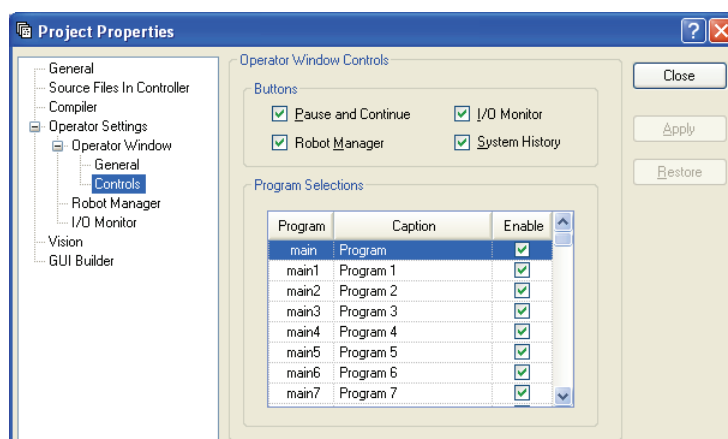 Project Properties
General
Source Files In Controller
Compiler
Operator Settings
Operator Window
General
Controls
Robot Manager
I/O Monitor
Vision
GUI Builder
Operator Window Controls
Buttons
Pause and Continue
I/O Monitor
Robot Manager
System History
Program Selections
Program Caption Enable
main Program
main1 Program 1
main2 Program 2
main3 Program 3
main4 Program 4
main5 Program 5
main6 Program 6
main7 Program 7
Close
Apply
Restore